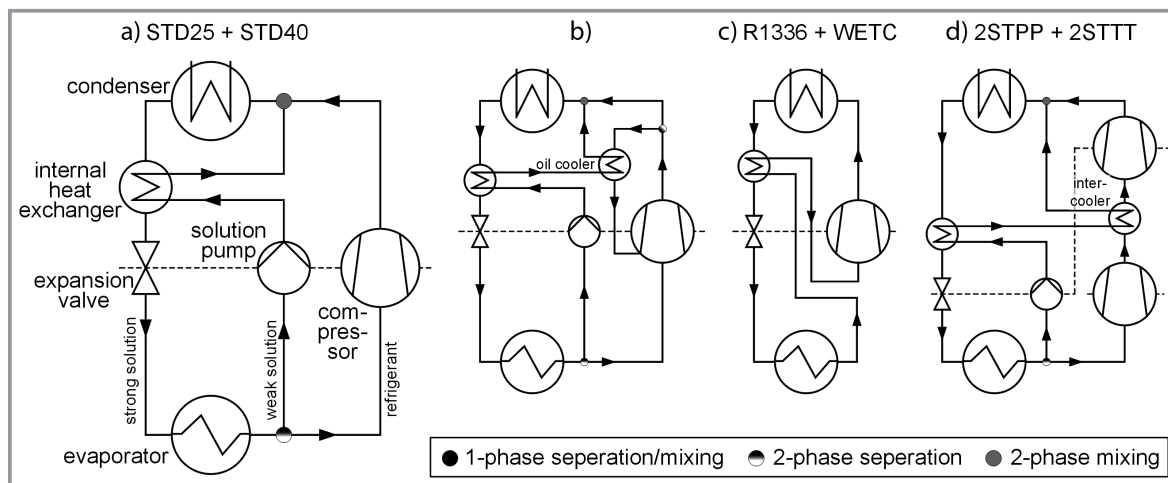 a) STD25 + STD40
condenser
internal
heat
exchanger
solution
pump
expansion
valve
com-
pres-
sor
strong solution
weak solution
refrigerant
evaporator
b)
oil cooler
c) R1336 + WETC
d) 2STPP + 2STTT
inter-
cooler
1-phase seperation/mixing
2-phase seperation
2-phase mixing